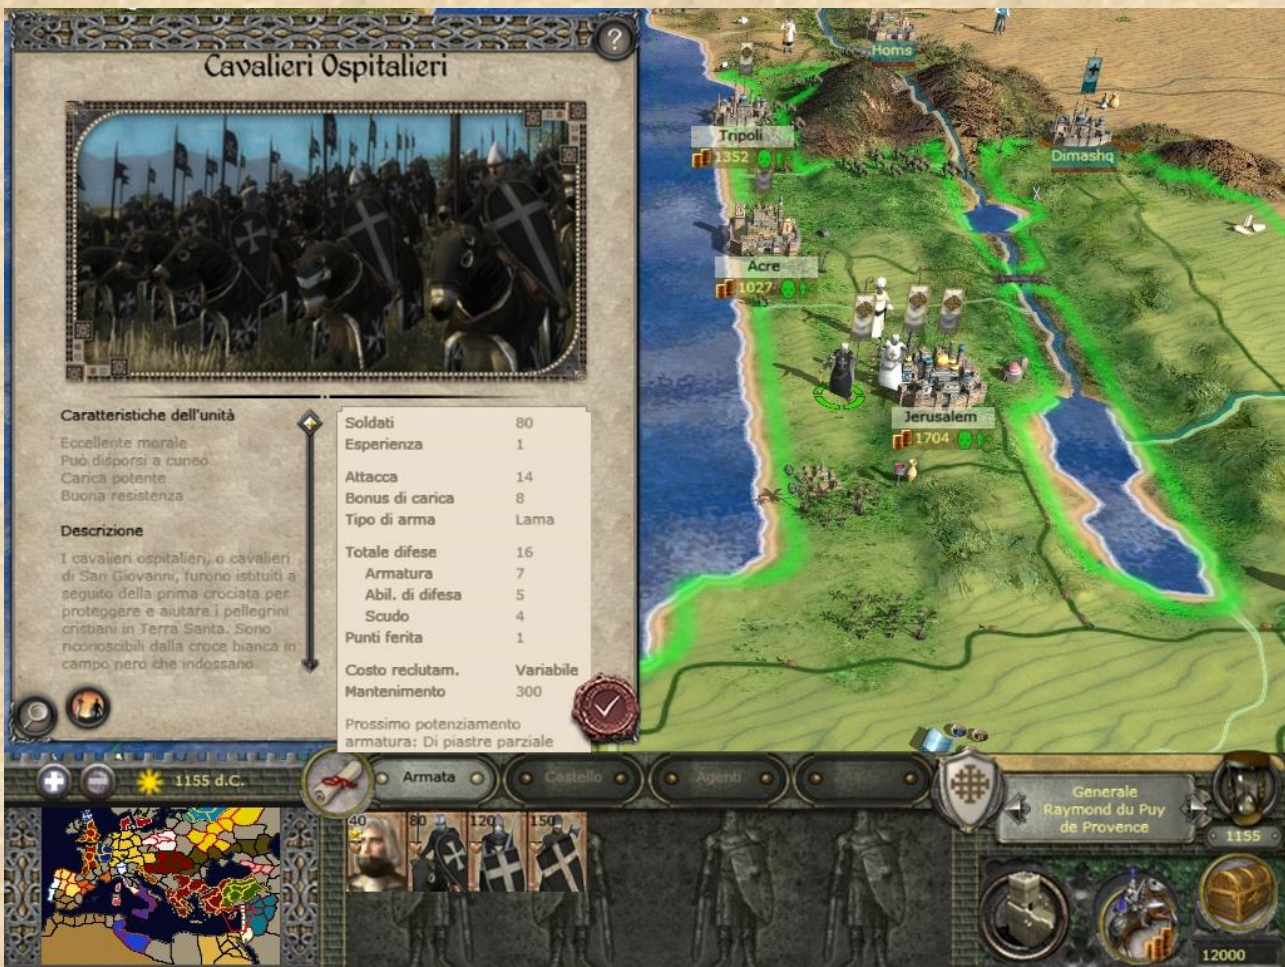 Cavalieri Ospitalieri
?
Caratteristiche dell'unità
Eccellente morale
Può disporsi a cuneo
Carica potente
Buona resistenza
Descrizione
I cavalieri ospitalieri, o cavalieri
di San Giovanni, furono istituiti a
seguito della prima crociata per
proteggere e aiutare i pellegrini
cristiani in Terra Santa. Sono
riconoscibili dalla croce bianca in
campo nero che indossano
Soldati 80
Esperienza 1
Attacca 14
Bonus di carica 8
Tipo di arma Lama
Totale difese 16
Armatura 7
Abil. di difesa 5
Scudo 4
Punti ferita 1
Costo reclutam. Variabile
Mantenimento 300
Prossimo potenziamento
armatura: Di piastre parziale
Homs
Tripoli
1352
Dimashq
Acre
1027
Jerusalem
1704
1155 d.C.
Armata
Castello
Agenti
Generale
Raymond du Puy
de Provence
1155
40
80
120
150
12000